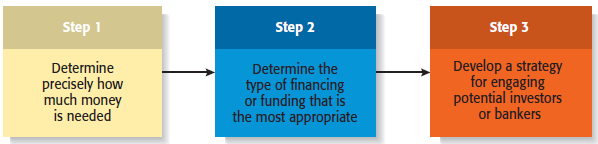 Step 1
Determine
precisely how
much money
is needed
Step 2
Determine the
type of financing
or funding that is
the most appropriate
Step 3
Develop a strategy
for engaging
potential investors
or bankers